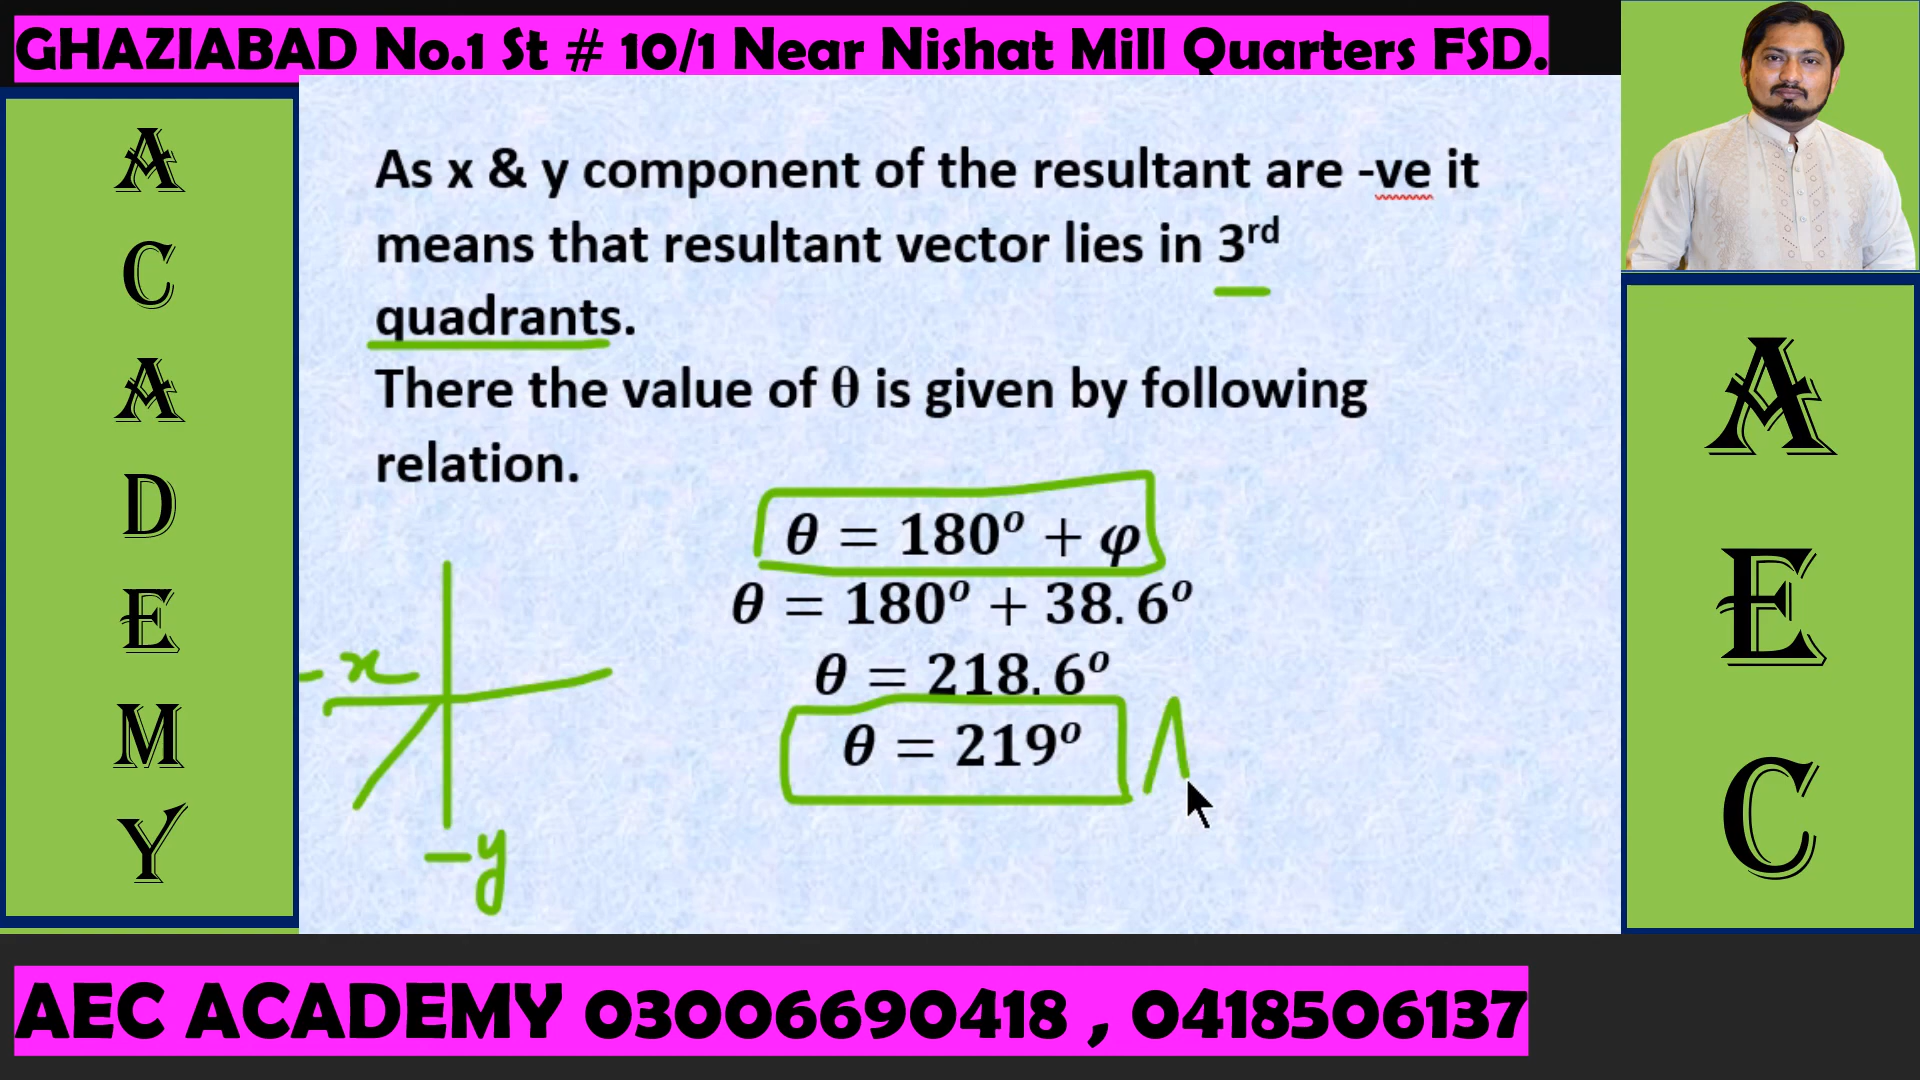 GHAZIABAD No.1 St # 10/1 Near Nishat Mill Quarters FSD.
ACADEMY
As x & y component of the resultant are -ve it
means that resultant vector lies in 3rd
quadrants.
There the value of θ is given by following
relation.
θ = 180° + φ
θ = 180° + 38.6°
θ = 218.6°
θ = 219°
-x
-y
AEC
AEC ACADEMY 03006690418 , 0418506137